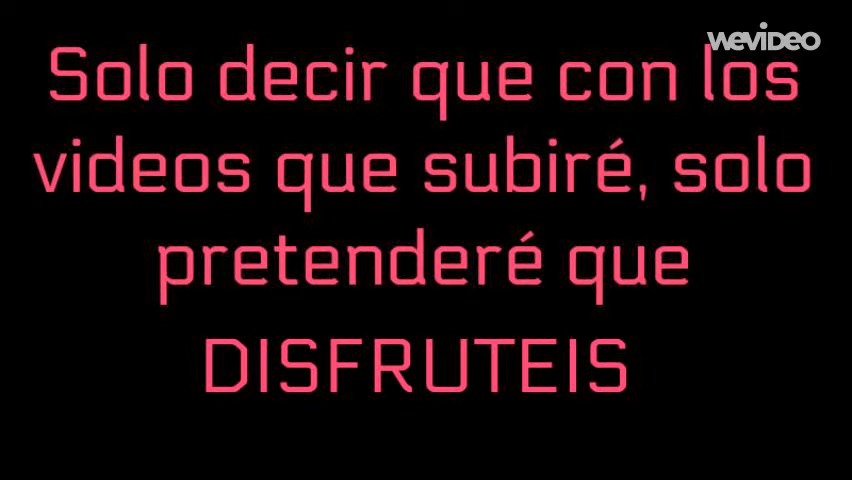 WEVIDEO
Solo decir que con los
videos que subiré, solo
pretenderé que
DISFRUTEIS